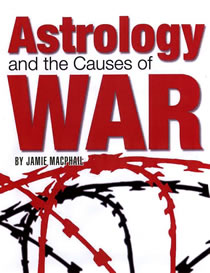 Astrology
and the Causes of
WAR
BY JAMIE MACPHAIL